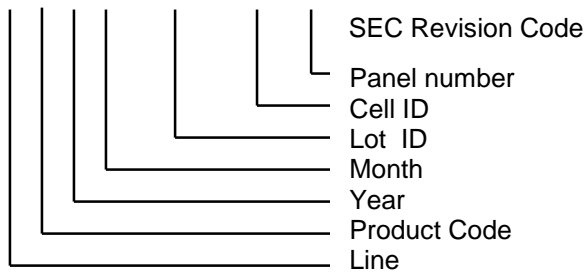 SEC Revision Code
Panel number
Cell ID
Lot ID
Month
Year
Product Code
Line